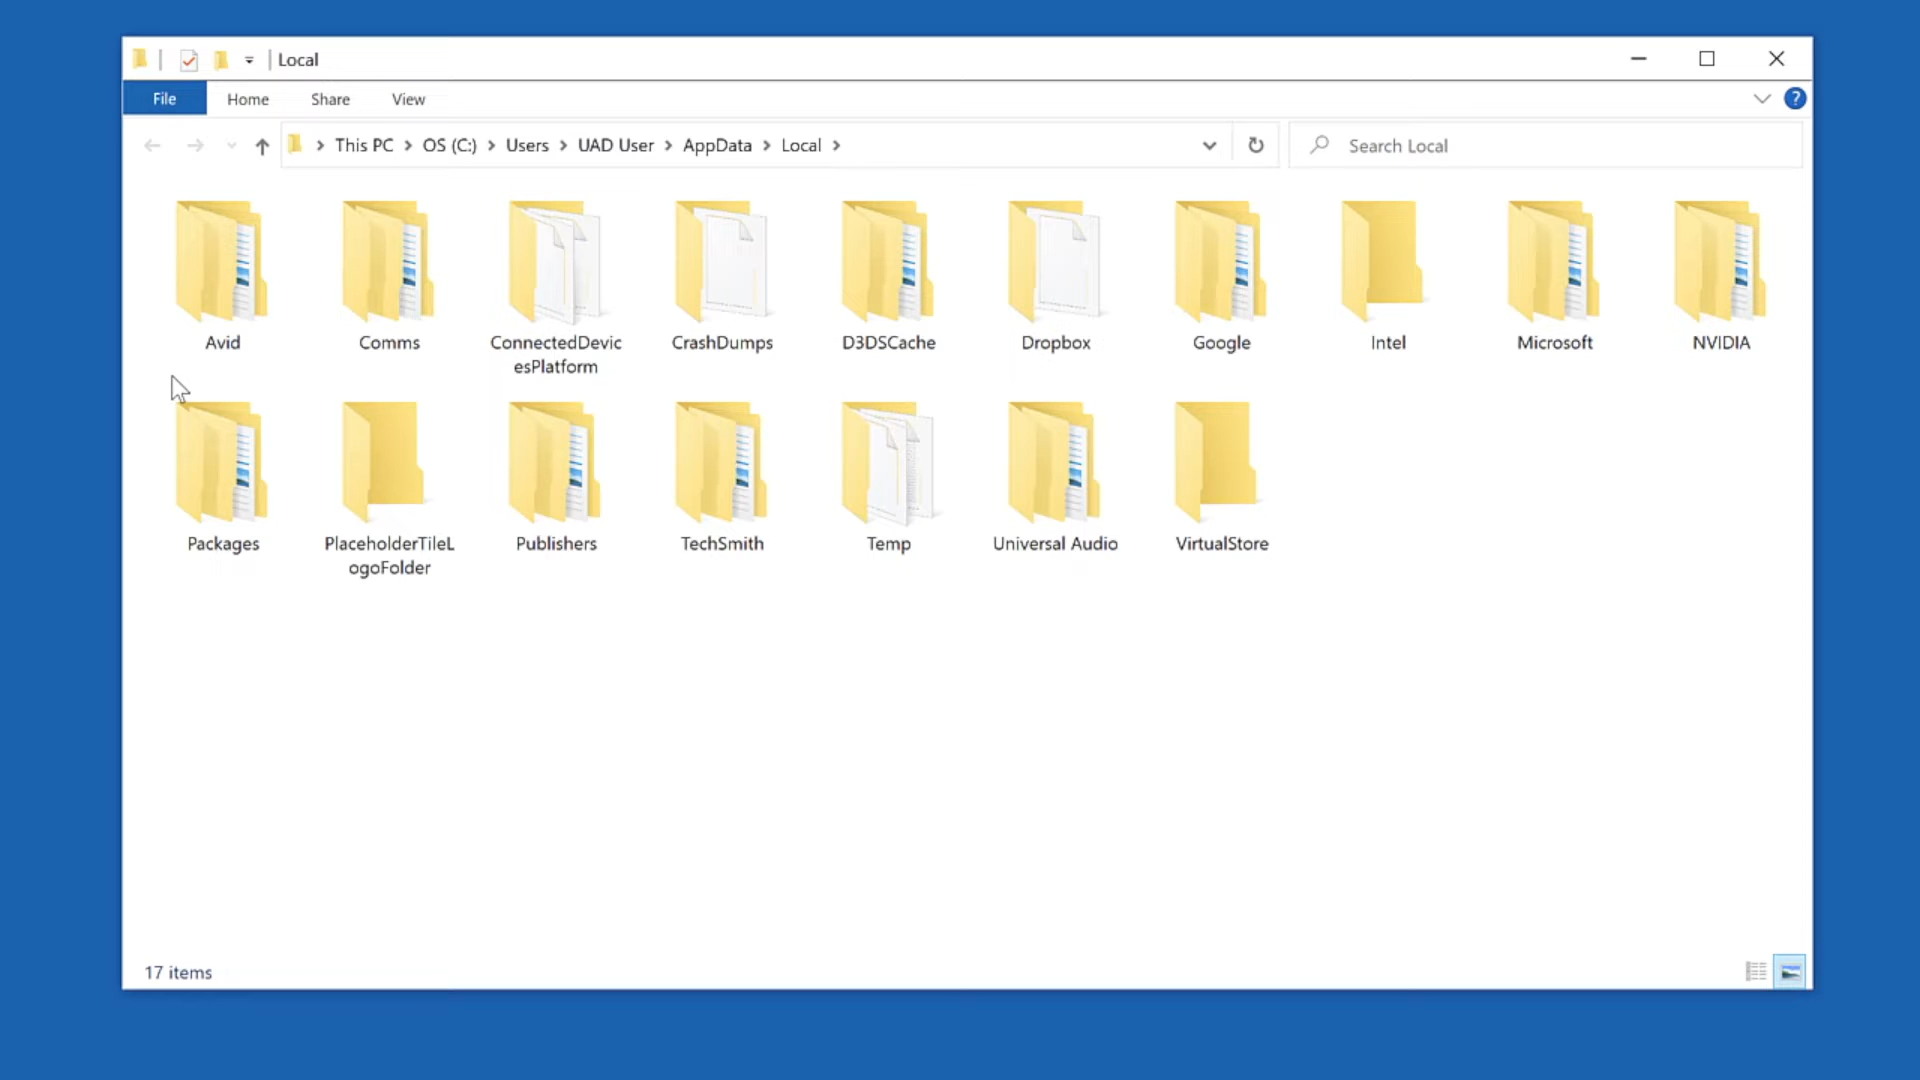 Local
File Home Share View ?
This PC OS (C:) Users UAD User AppData Local
Search Local
Avid Comms ConnectedDevic CrashDumps D3DSCache Dropbox Google Intel Microsoft NVIDIA
esPlatform
Packages PlaceholderTileL Publishers TechSmith Temp Universal Audio VirtualStore
ogoFolder
17 items